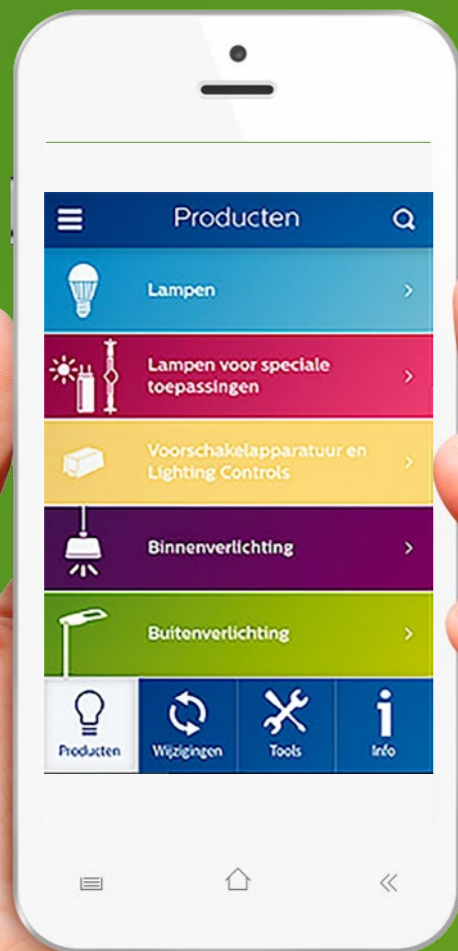 Producten
Lampen
Lampen voor speciale
toepassingen
Voorschakelapparatuur en
Lighting Controls
Binnenverlichting
Buitenverlichting
Producten
Wijzigingen
Tools
Info